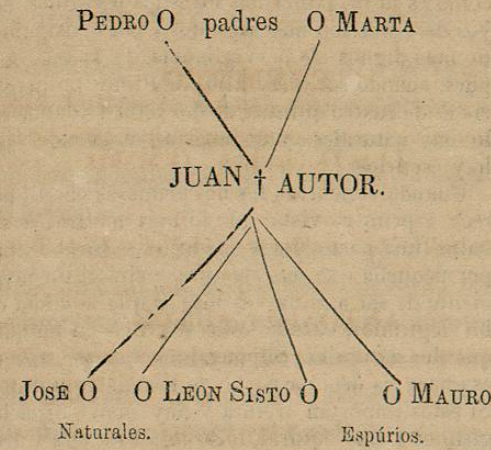 PEDRO O padres O MARTA
JUAN † AUTOR.
JOSÉ O O LEON SISTO O O MAURO
Naturales. Espúrios.